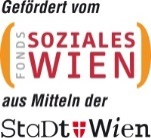 Gefördert vom
FONDS
SOZIALES
WIEN
aus Mitteln der
StaDt Wien